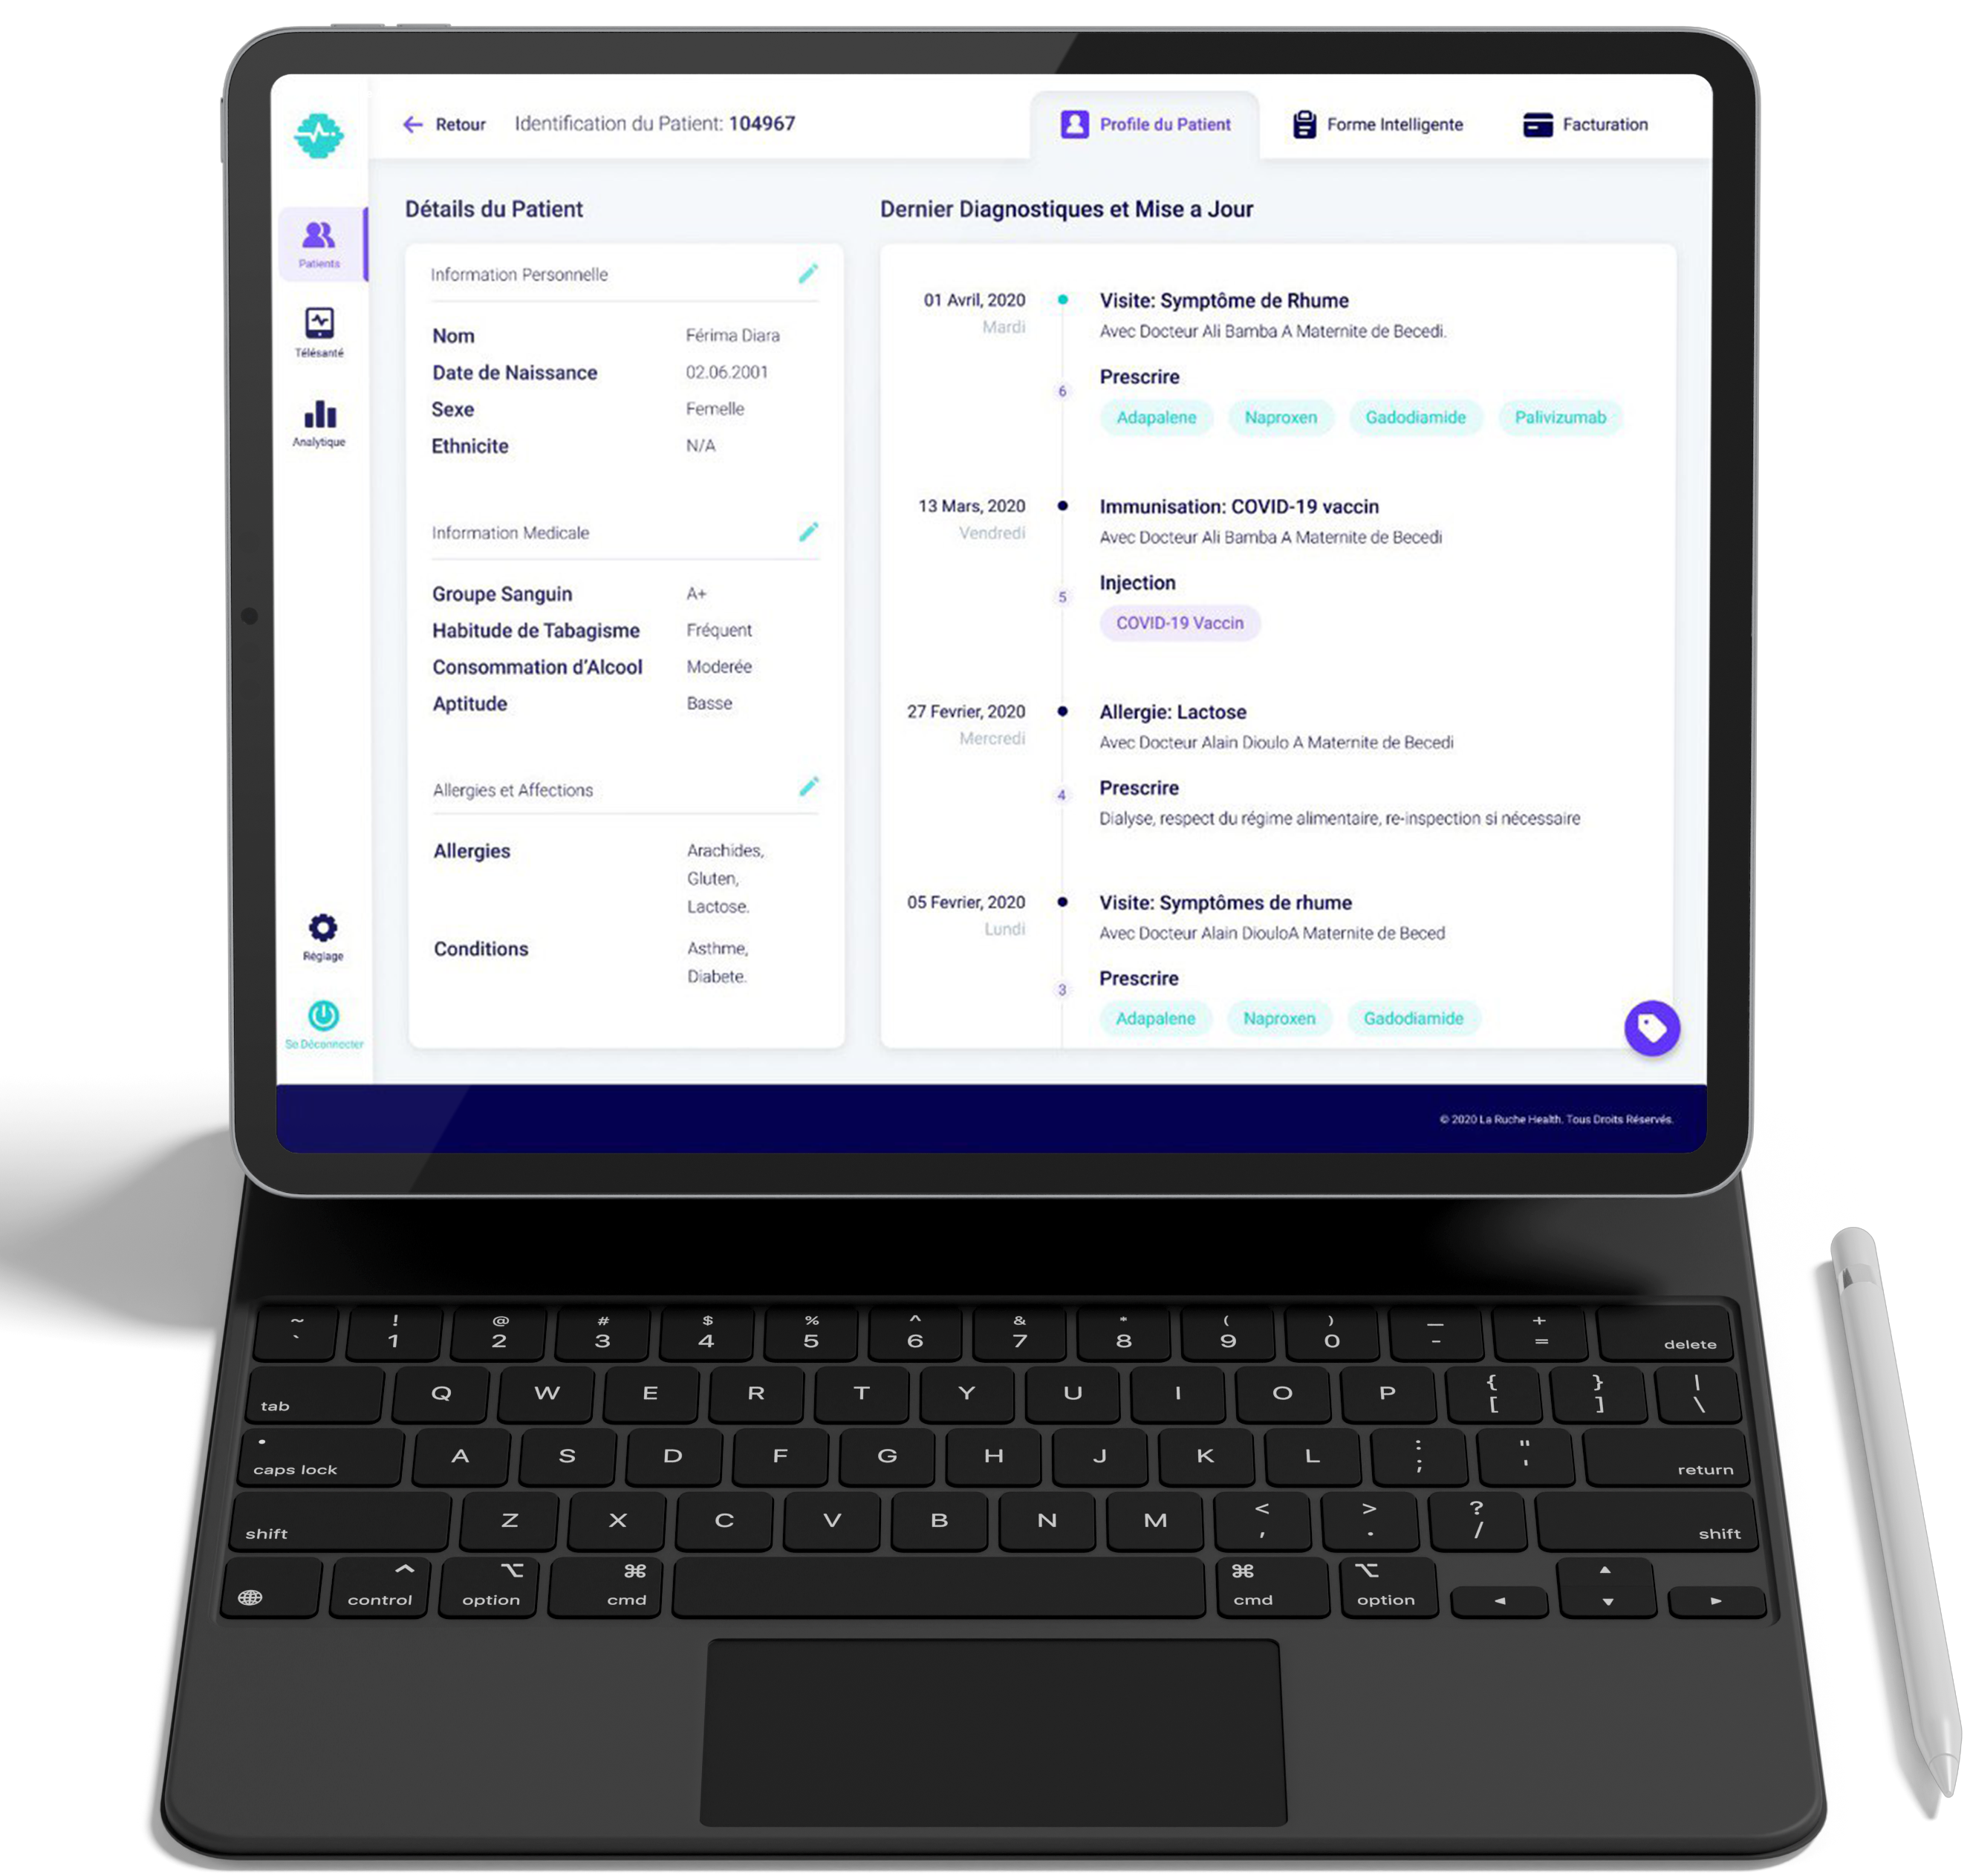 Retour
Identification du Patient: 104967
Profile du Patient
Forme Intelligente
Facturation
Patients
Télésanté
Analytique
Réglage
Se Déconnecter
Détails du Patient
Information Personnelle
Nom Férima Diara
Date de Naissance 02.06.2001
Sexe Femelle
Ethnicite N/A
Information Medicale
Groupe Sanguin A+
Habitude de Tabagisme Fréquent
Consommation d'Alcool Moderée
Aptitude Basse
Allergies et Affections
Allergies Arachides,
Gluten,
Lactose.
Conditions Asthme,
Diabete.
Dernier Diagnostiques et Mise a Jour
01 Avril, 2020 Visite: Symptôme de Rhume
Mardi Avec Docteur Ali Bamba A Maternite de Becedi.
6 Prescrire
Adapalene Naproxen Gadodiamide Palivizumab
13 Mars, 2020 Immunisation: COVID-19 vaccin
Vendredi Avec Docteur Ali Bamba A Maternite de Becedi
5 Injection
COVID-19 Vaccin
27 Fevrier, 2020 Allergie: Lactose
Mercredi Avec Docteur Alain Dioulo A Maternite de Becedi
4 Prescrire
Dialyse, respect du régime alimentaire, re-inspection si nécessaire
05 Fevrier, 2020 Visite: Symptômes de rhume
Lundi Avec Docteur Alain DiouloA Maternite de Beced
3 Prescrire
Adapalene Naproxen Gadodiamide
© 2020 La Ruche Health. Tous Droits Réservés.
~ ! @ # $ % ^ & * ( ) — +
` 1 2 3 4 5 6 7 8 9 0 - = delete
tab Q W E R T Y U I O P { [ } ] | \
caps lock A S D F G H J K L : ; " ' return
shift Z X C V B N M < , > . ? / shift
control option cmd cmd option